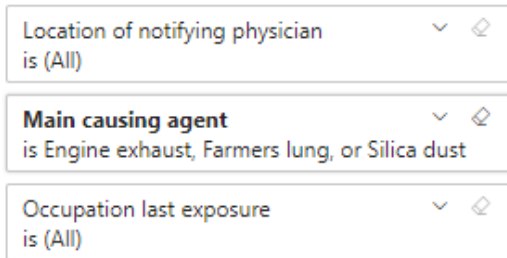 Location of notifying physician
is (All)
Main causing agent
is Engine exhaust, Farmers lung, or Silica dust
Occupation last exposure
is (All)